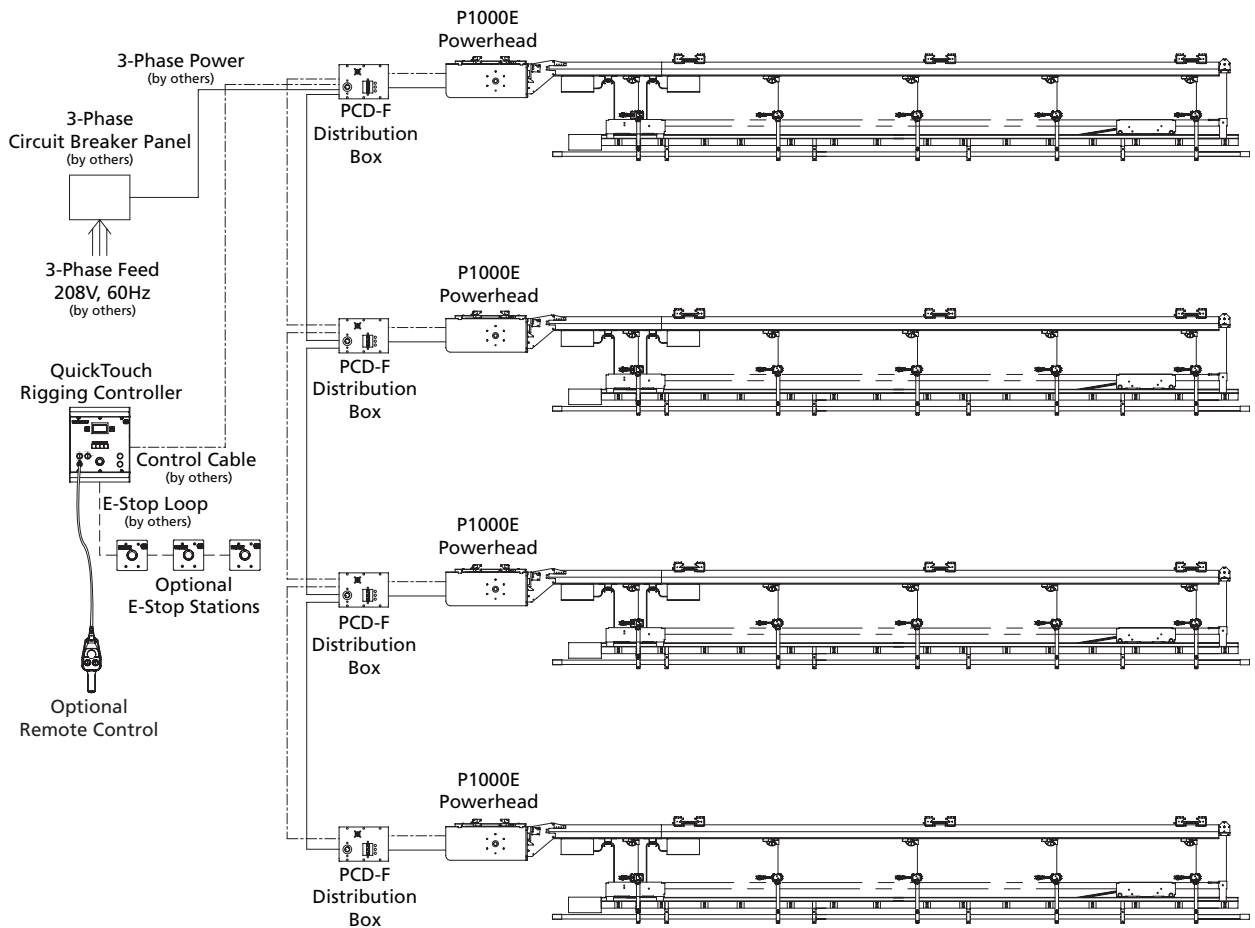 P1000E
Powerhead
3-Phase Power
(by others)
3-Phase
Circuit Breaker Panel
(by others)
PCD-F
Distribution
Box
3-Phase Feed
208V, 60Hz
(by others)
P1000E
Powerhead
QuickTouch
Rigging Controller
PCD-F
Distribution
Box
Control Cable
(by others)
E-Stop Loop
(by others)
Optional
E-Stop Stations
P1000E
Powerhead
PCD-F
Distribution
Box
Optional
Remote Control
P1000E
Powerhead
PCD-F
Distribution
Box